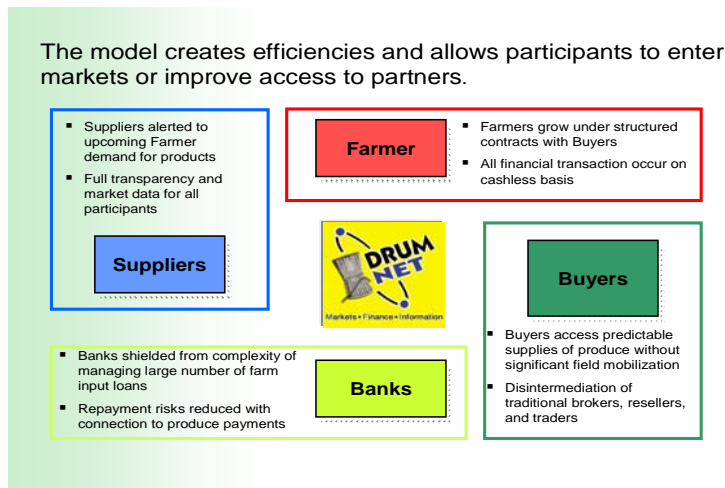 The model creates efficiencies and allows participants to enter
markets or improve access to partners.
▪ Suppliers alerted to
upcoming Farmer
demand for products
▪ Full transparency and
market data for all
participants
Suppliers
Farmer
▪ Farmers grow under structured
contracts with Buyers
▪ All financial transaction occur on
cashless basis
DRUM
NET
Markets • Finance • Information
Buyers
▪ Buyers access predictable
supplies of produce without
significant field mobilization
▪ Disintermediation of
traditional brokers, resellers,
and traders
▪ Banks shielded from complexity of
managing large number of farm
input loans
▪ Repayment risks reduced with
connection to produce payments
Banks